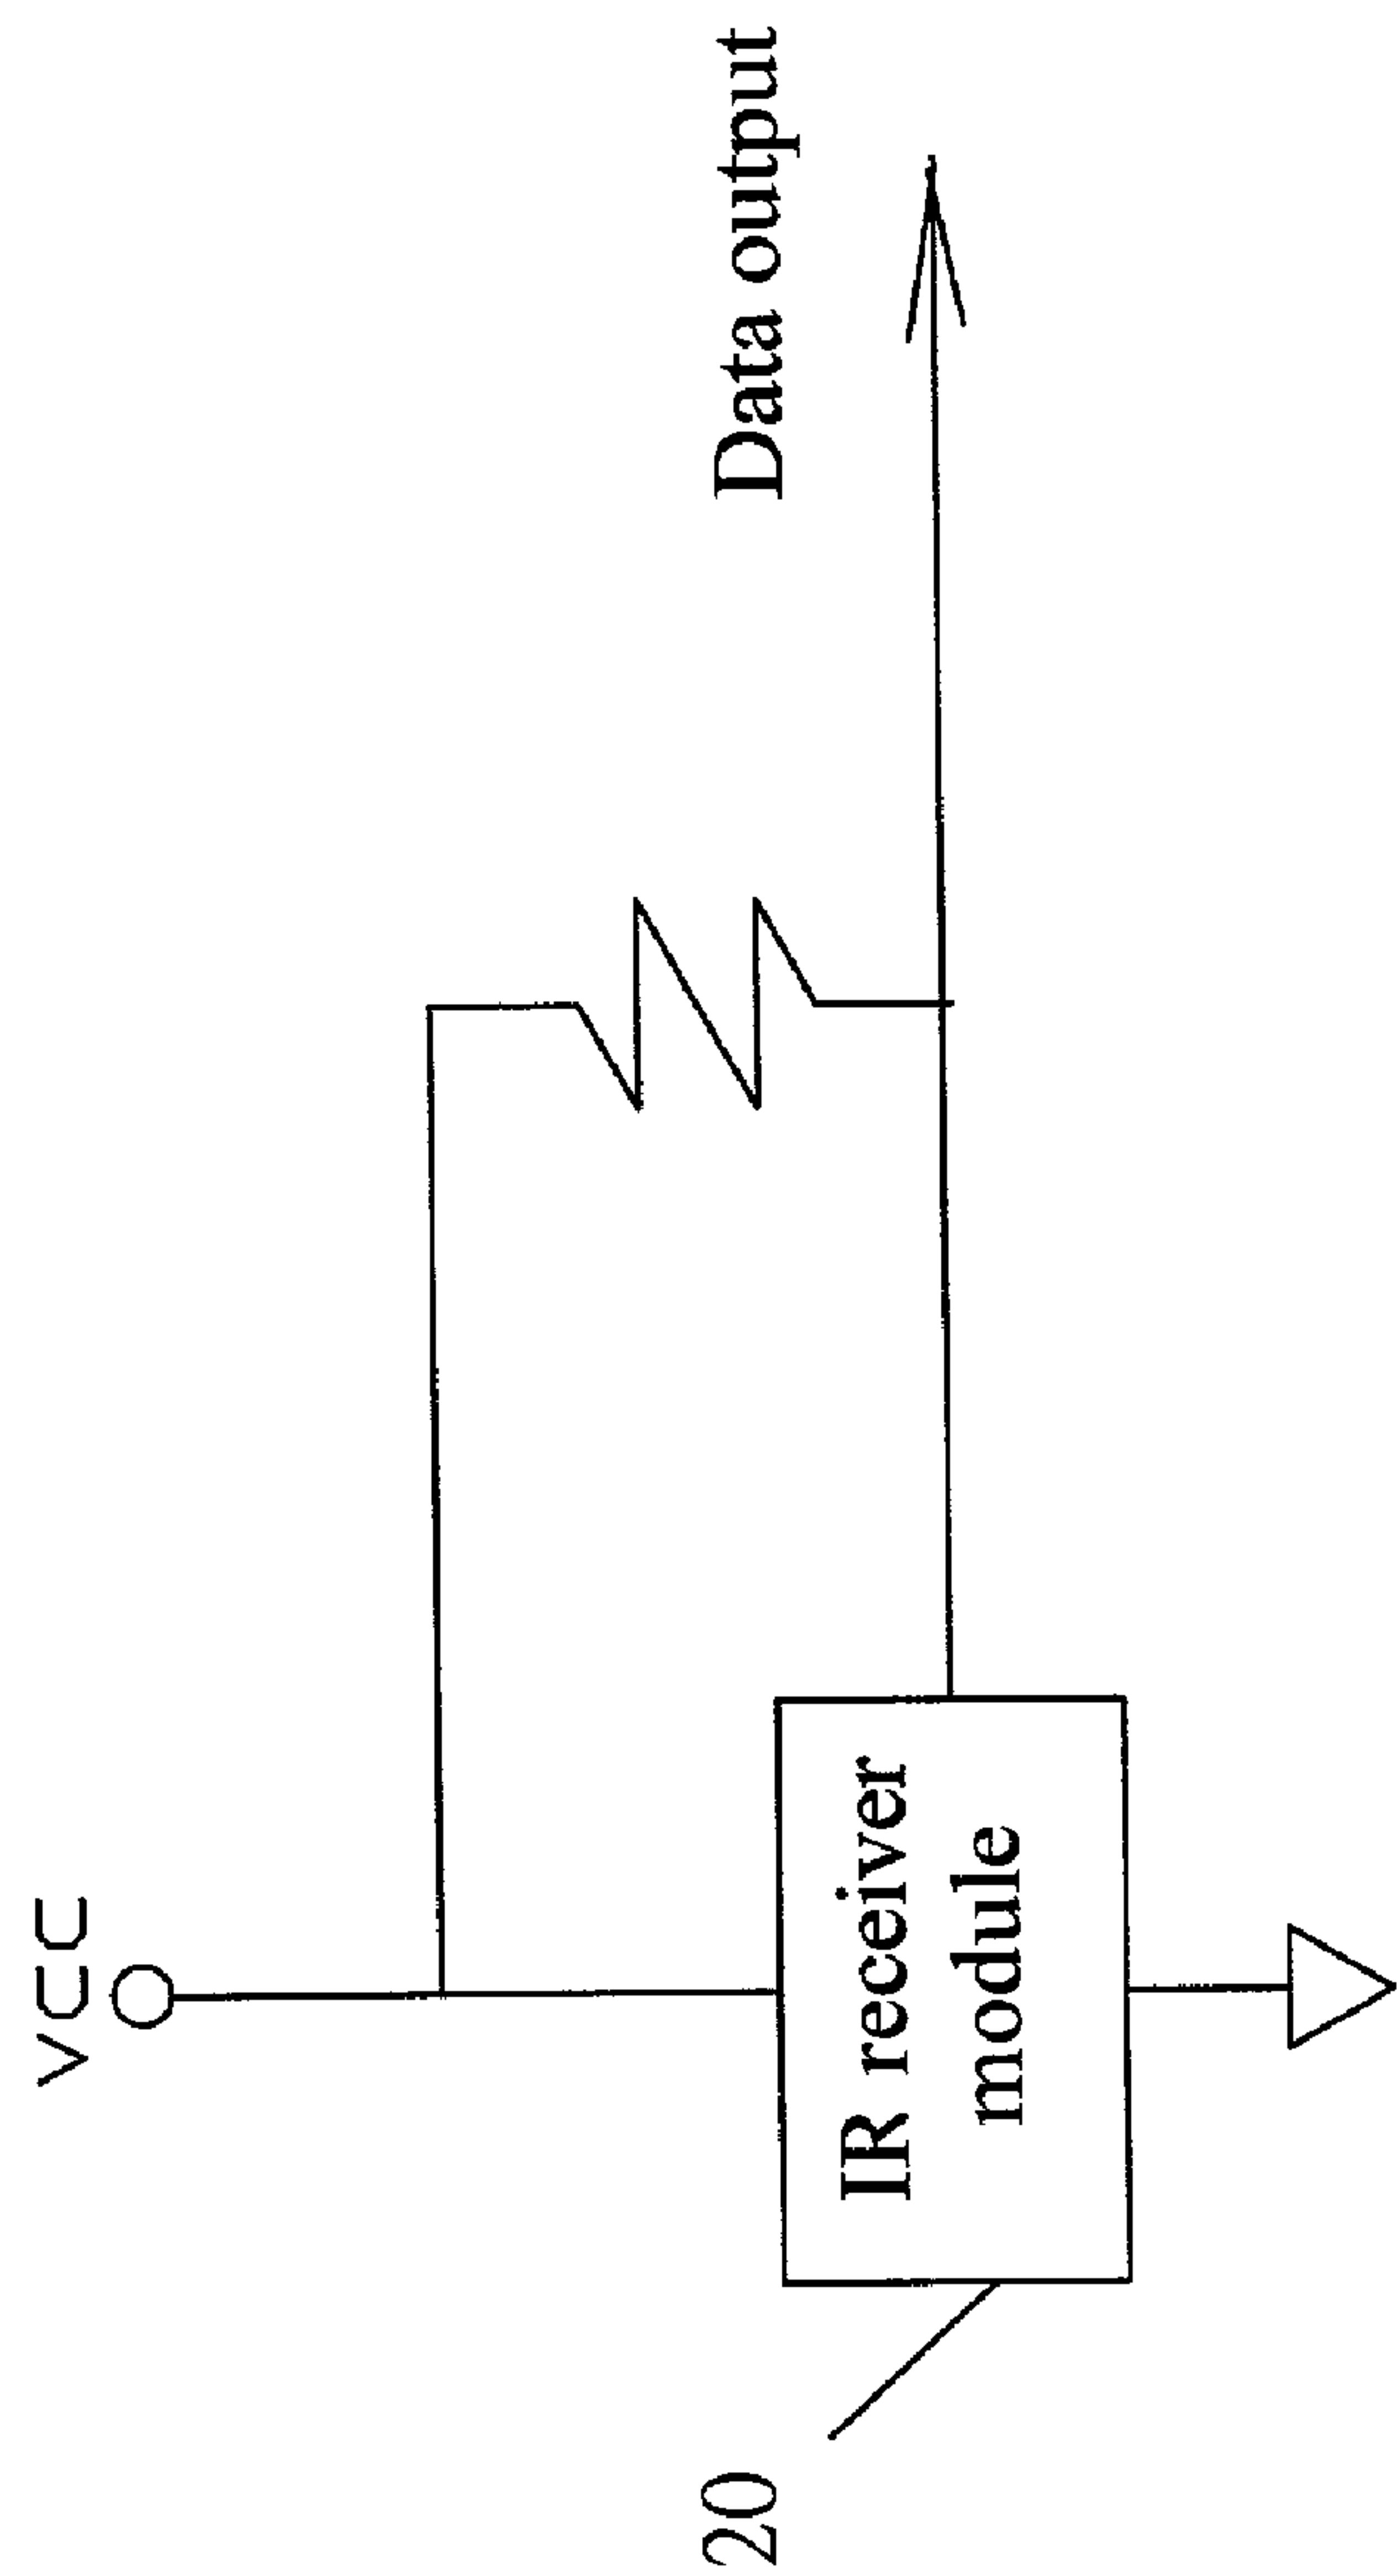 VCC
Data output
IR receiver
module
20